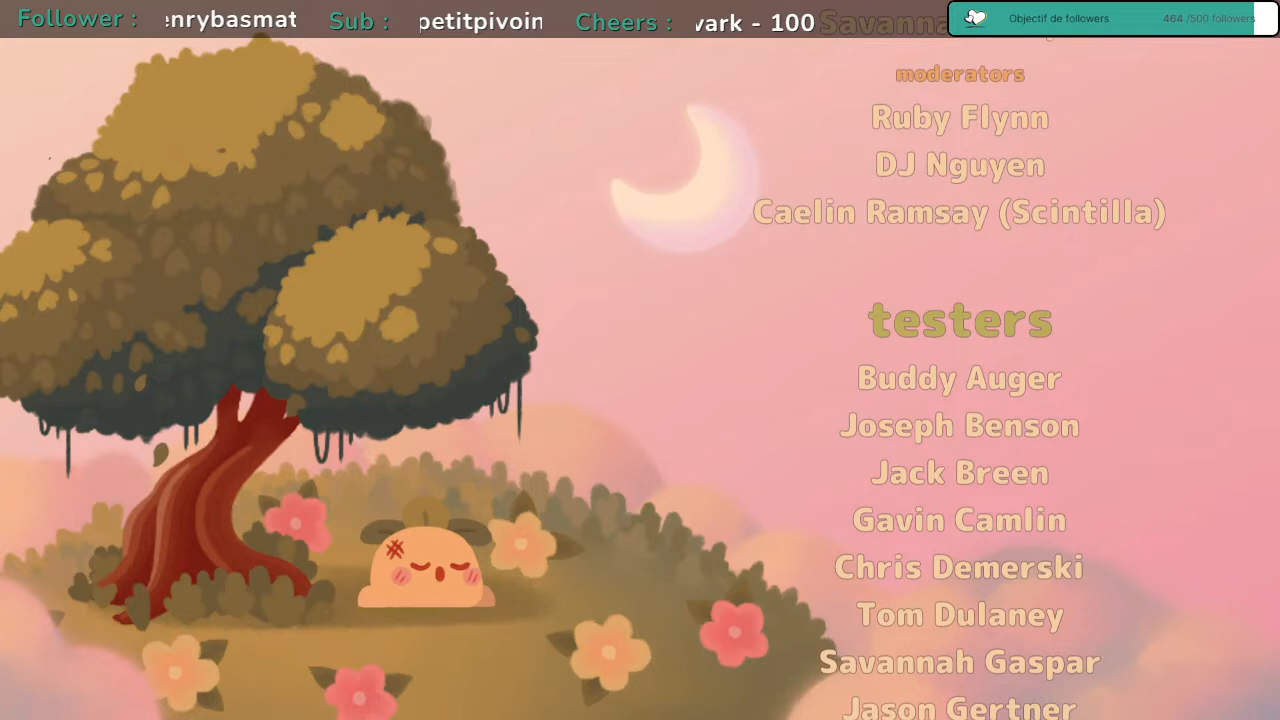 Follower : enrybasmat Sub : petitpivoin Cheers : vark - 100
Objectif de followers 464 /500 followers
Savanna
moderators
Ruby Flynn
DJ Nguyen
Caelin Ramsay (Scintilla)
testers
Buddy Auger
Joseph Benson
Jack Breen
Gavin Camlin
Chris Demerski
Tom Dulaney
Savannah Gaspar
Jason Gertner